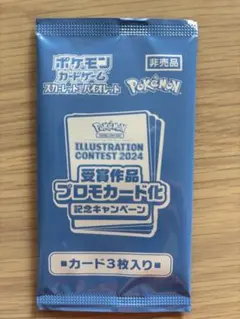 ポケモン
カードゲーム
スカーレット&バイオレット
非売品
Pokémon
Pokémon
ILLUSTRATION
CONTEST 2024
受賞作品
プロモカード化
記念キャンペーン
■カード3枚入り■